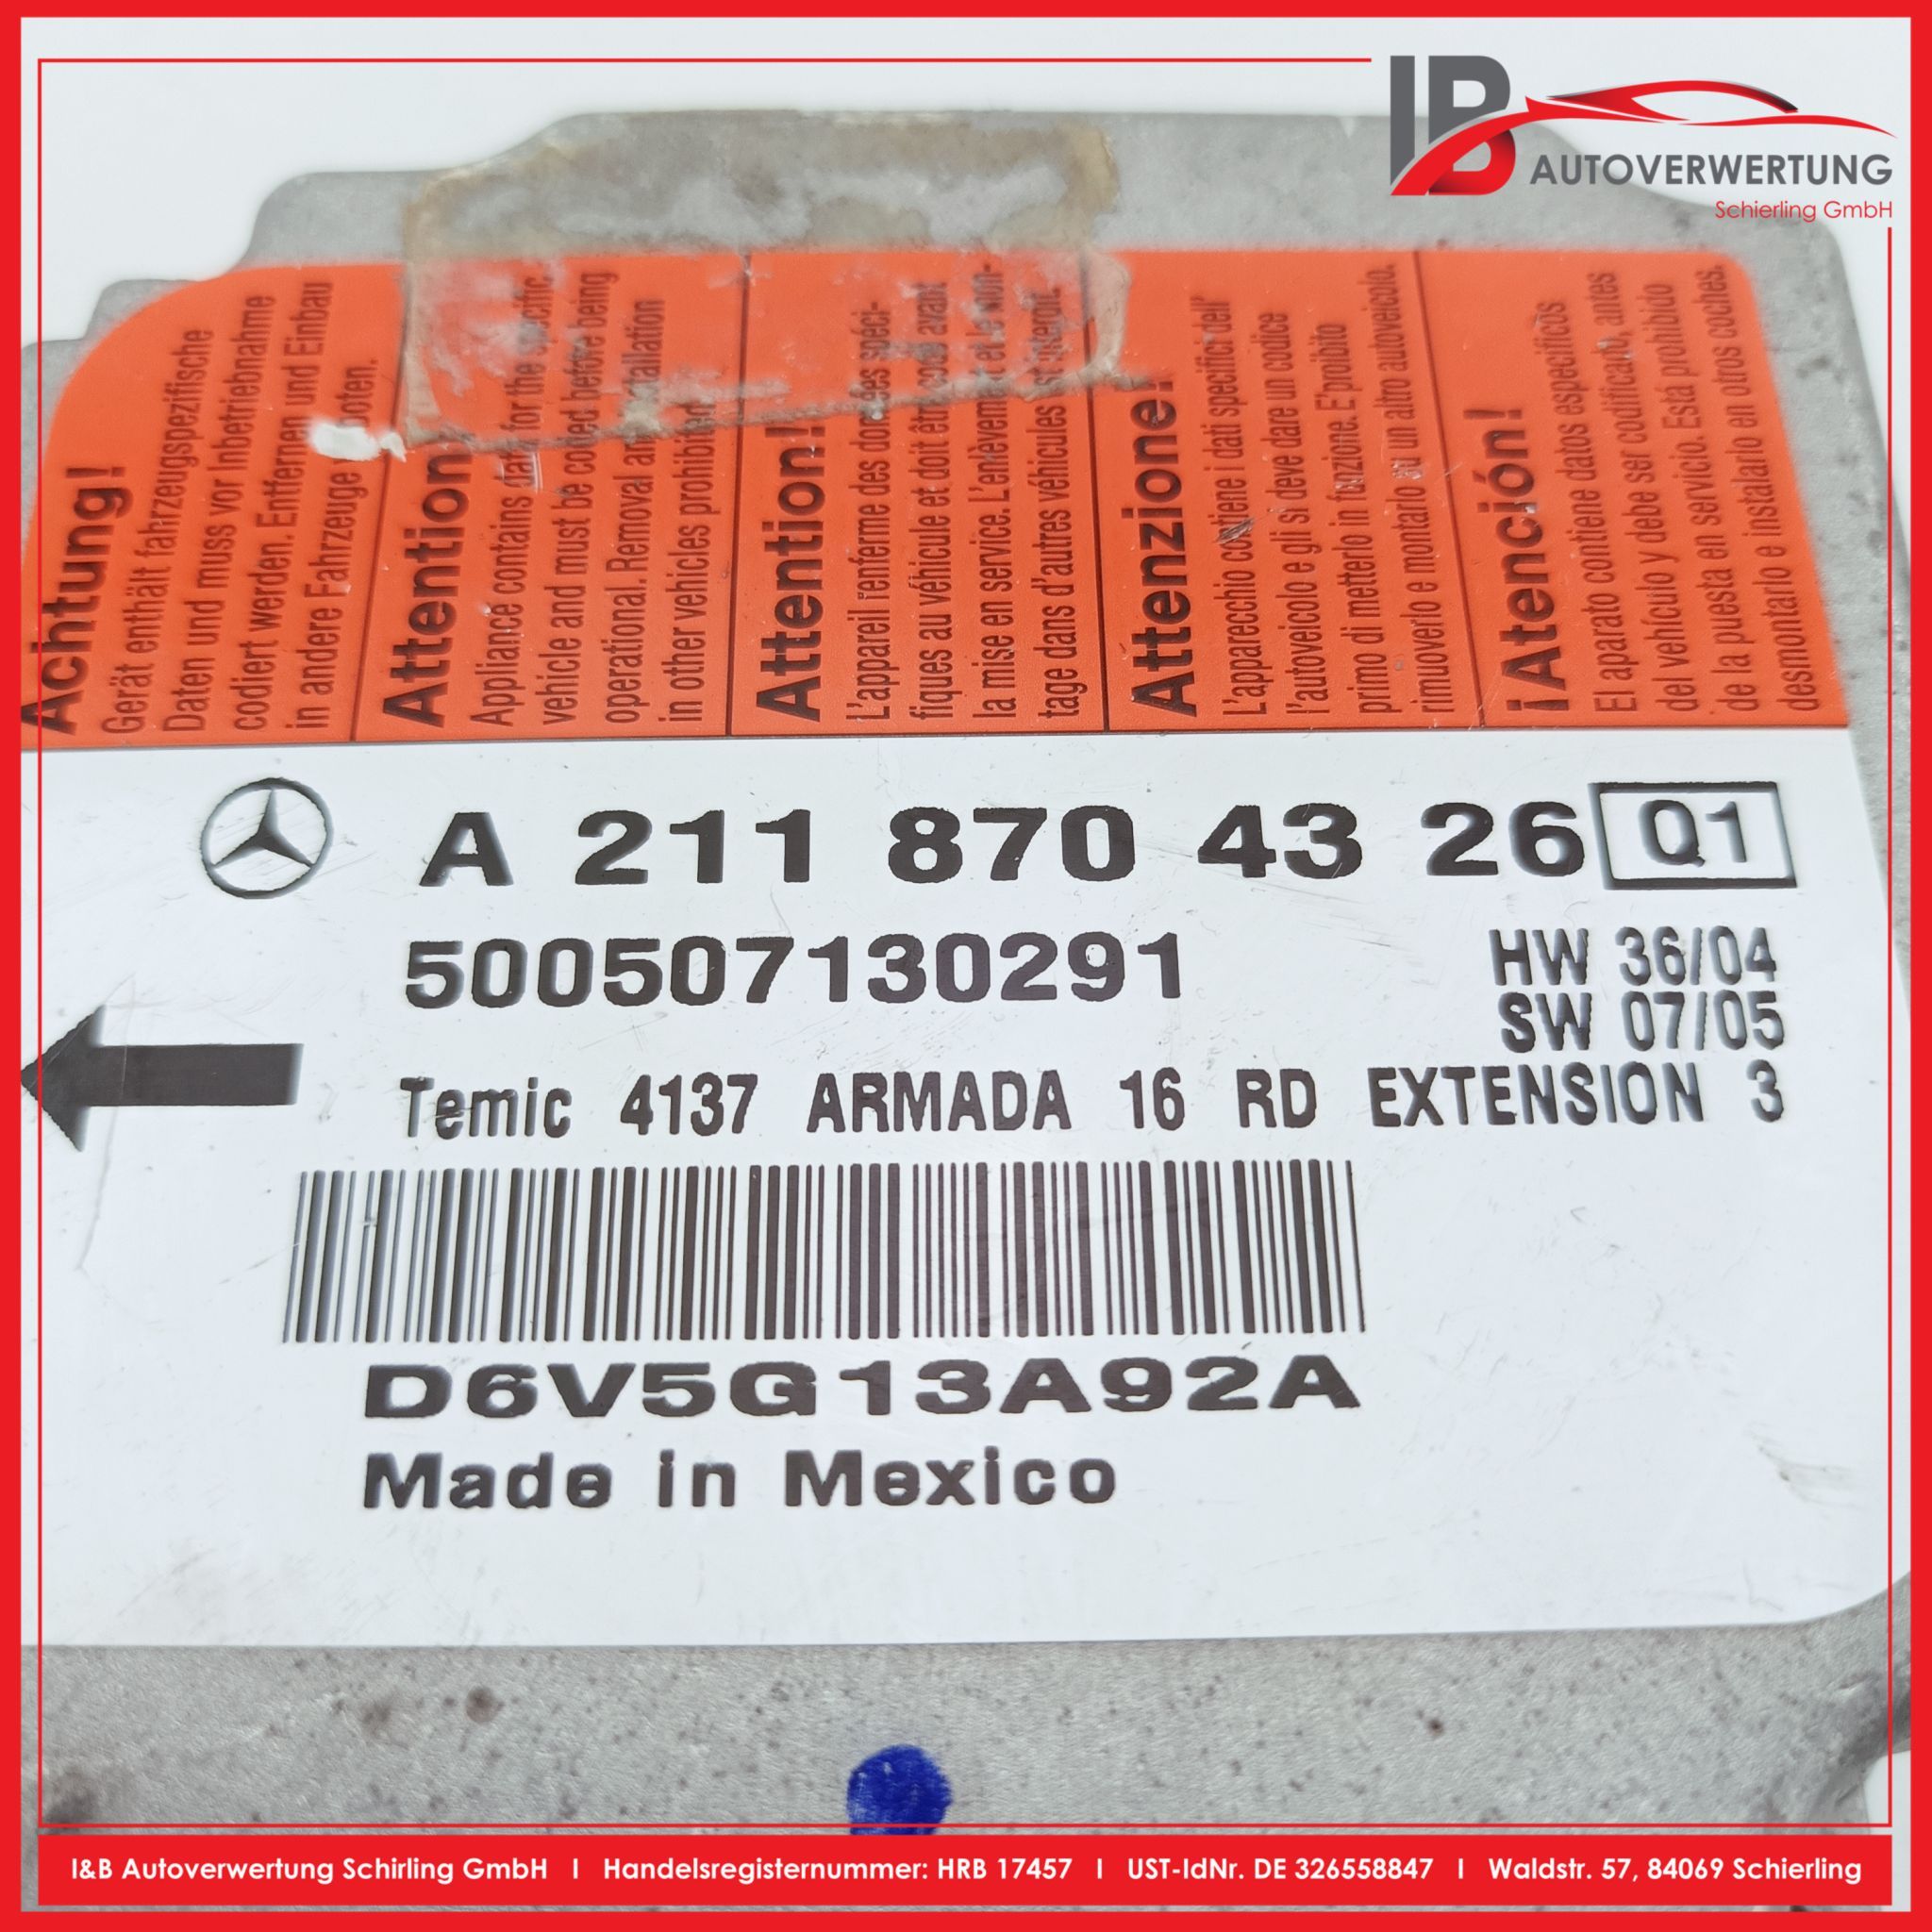 IB
AUTOVERWERTUNG
Schierling GmbH
Achtung!
Gerät enthält fahrzeugspezifische
Daten und muss vor Inbetriebnahme
codiert werden. Entfernen und Einbau
in andere Fahrzeuge
Attention
Appliance contains for the specific
vehicle and must be coded before being
operational. Removal and installation
in other vehicles prohibited
Attention!
L'appareil renferme des données spéci-
fiques au véhicule et doit être codé avant
la mise en service. L'enlèvement et le mon-
tage dans d'autres véhicules est interdit.
Attenzione!
L'apparecchio contiene i dati specifici dell'
l'autoveicolo e gli si deve dare un codice
primo di metterlo in funzione. E'proibito
rimuoverlo e montarlo su un altro autoveicolo.
¡Atención!
El aparato contiene datos especificos
del vehículo y debe ser codificado, antes
de la puesta en servicio. Está prohibido
desmontarlo e instalarlo en otros coches.
A 211 870 43 26 Q1
500507130291
HW 36/04
SW 07/05
Temic 4137 ARMADA 16 RD EXTENSION 3
D6V5G13A92A
Made in Mexico
I&B Autoverwertung Schirling GmbH I Handelsregisternummer: HRB 17457 I UST-IdNr. DE 326558847 I Waldstr. 57, 84069 Schierling